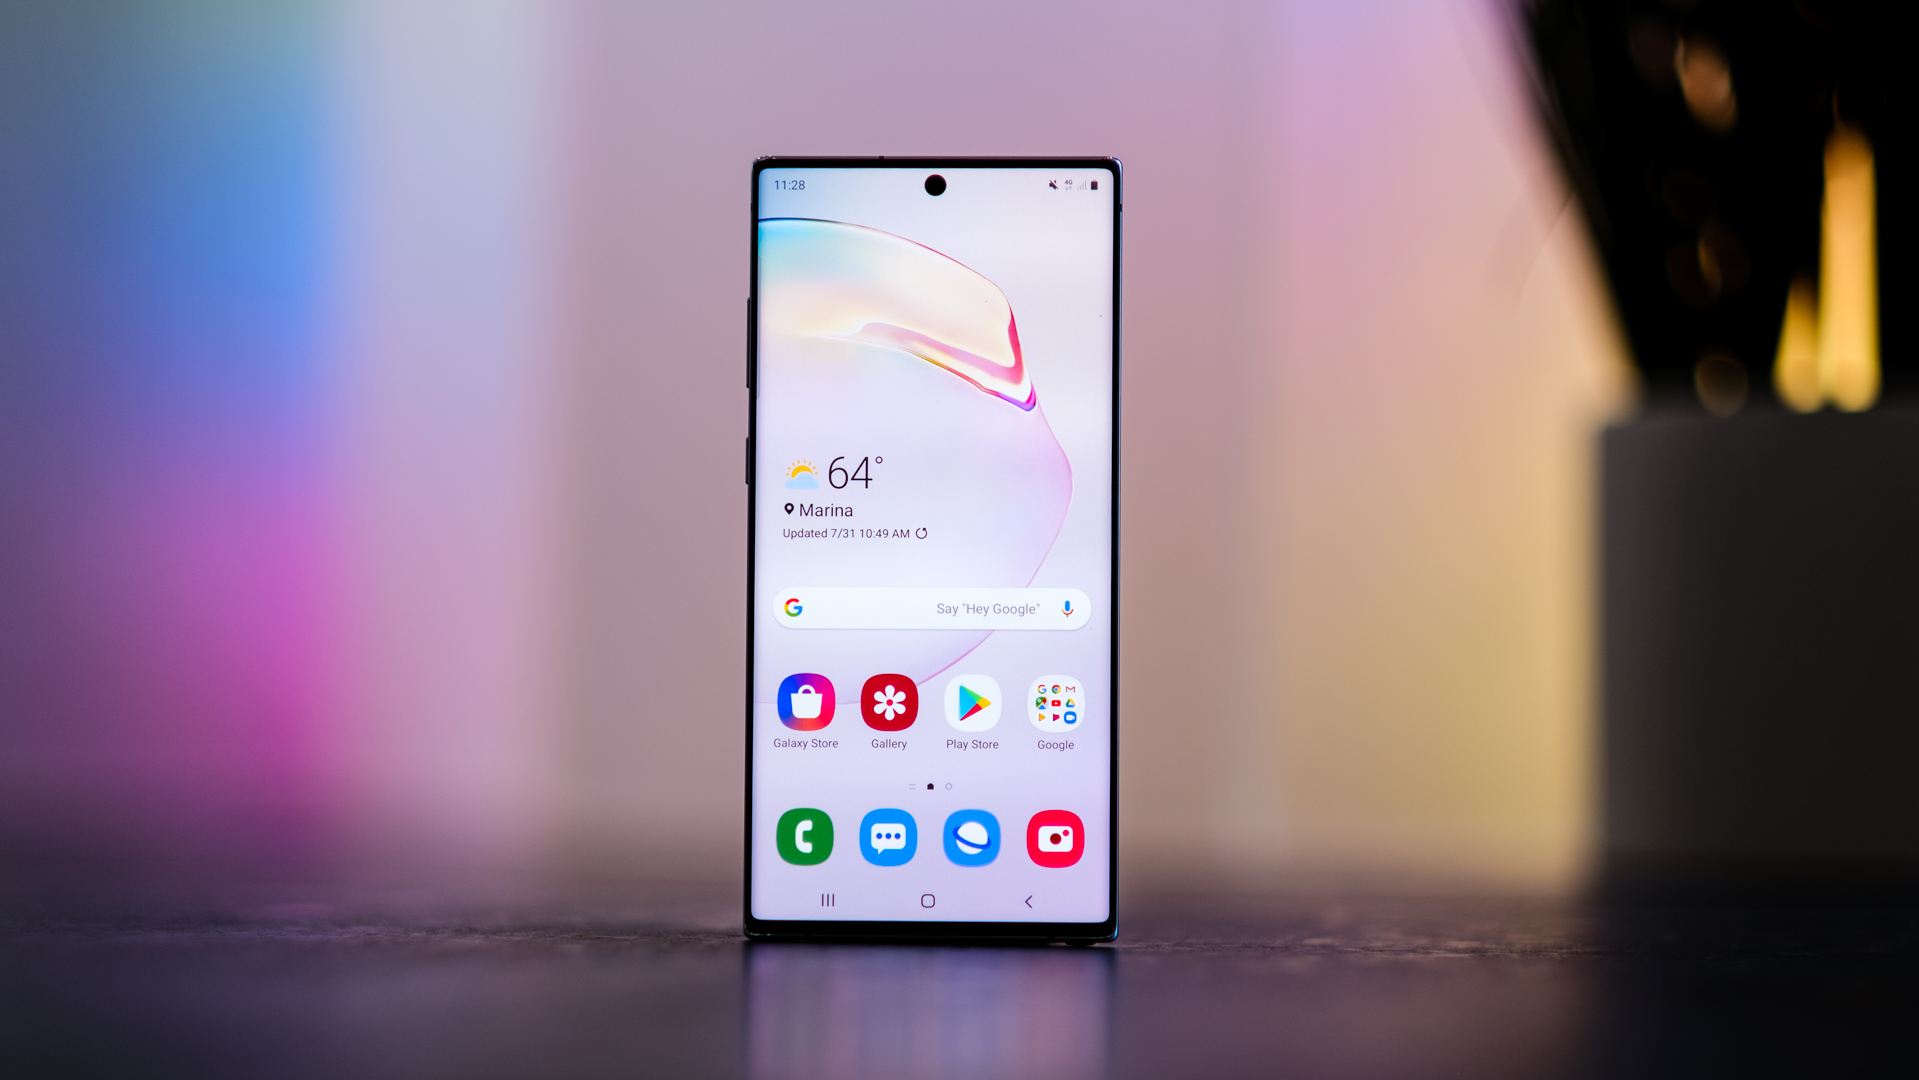 11:28
4G
64°
Marina
Updated 7/31 10:49 AM
Say "Hey Google"
Galaxy Store
Gallery
Play Store
Google